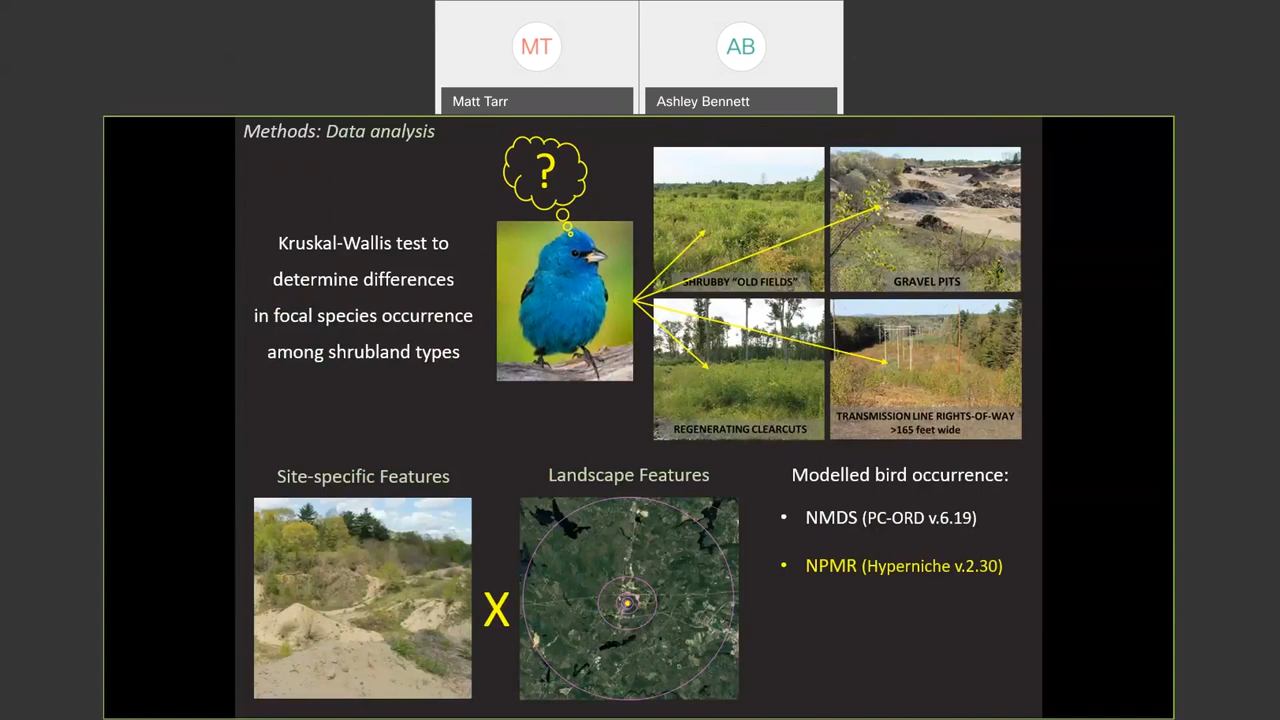 MT
AB
Matt Tarr
Ashley Bennett
Methods: Data analysis
?
Kruskal-Wallis test to
determine differences
in focal species occurrence
among shrubland types
SHRUBBY "OLD FIELDS"
GRAVEL PITS
REGENERATING CLEARCUTS
TRANSMISSION LINE RIGHTS-OF-WAY
>165 feet wide
Site-specific Features
X
Landscape Features
Modelled bird occurrence:
• NMDS (PC-ORD v.6.19)
• NPMR (Hyperniche v.2.30)